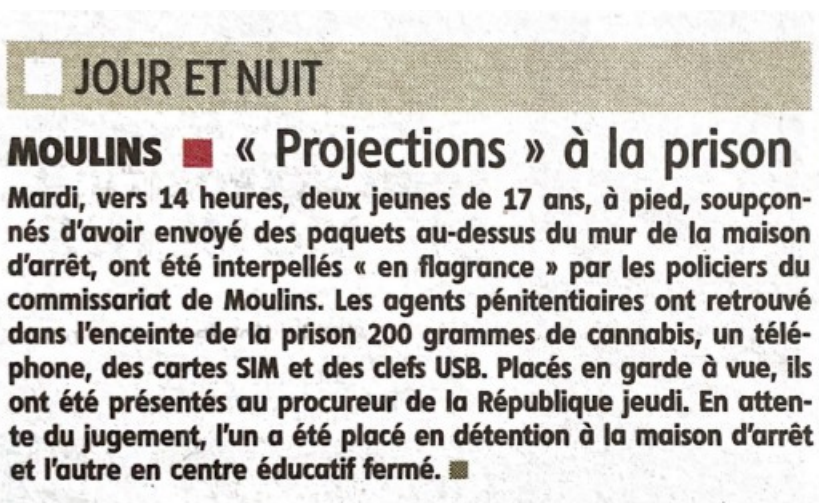 JOUR ET NUIT
MOULINS ■ « Projections » à la prison
Mardi, vers 14 heures, deux jeunes de 17 ans, à pied, soupçon-
nés d'avoir envoyé des paquets au-dessus du mur de la maison
d'arrêt, ont été interpellés « en flagrance » par les policiers du
commissariat de Moulins. Les agents pénitentiaires ont retrouvé
dans l'enceinte de la prison 200 grammes de cannabis, un télé-
phone, des cartes SIM et des clefs USB. Placés en garde à vue, ils
ont été présentés au procureur de la République jeudi. En atten-
te du jugement, l'un a été placé en détention à la maison d'arrêt
et l'autre en centre éducatif fermé. ■